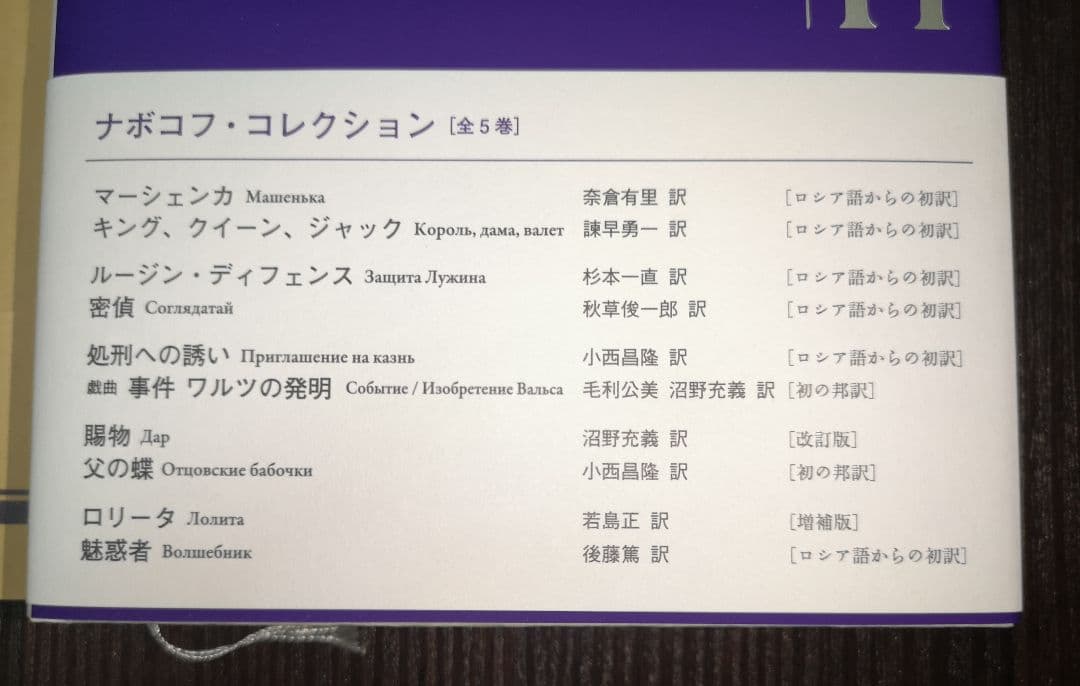 ナボコフ・コレクション［全5巻］
マーシェンカ Машенька 奈倉有里 訳 ［ロシア語からの初訳］
キング、クイーン、ジャック Король, дама, валет 諫早勇一 訳 ［ロシア語からの初訳］
ルージン・ディフェンス Защита Лужина 杉本一直 訳 ［ロシア語からの初訳］
密偵 Соглядатай 秋草俊一郎 訳 ［ロシア語からの初訳］
処刑への誘い Приглашение на казнь 小西昌隆 訳 ［ロシア語からの初訳］
戯曲 事件 ワルツの発明 Событие / Изобретение Вальса 毛利公美 沼野充義 訳 ［初の邦訳］
賜物 Дар 沼野充義 訳 ［改訂版］
父の蝶 Отцовские бабочки 小西昌隆 訳 ［初の邦訳］
ロリータ Лолита 若島正 訳 ［増補版］
魅惑者 Волшебник 後藤篤 訳 ［ロシア語からの初訳］